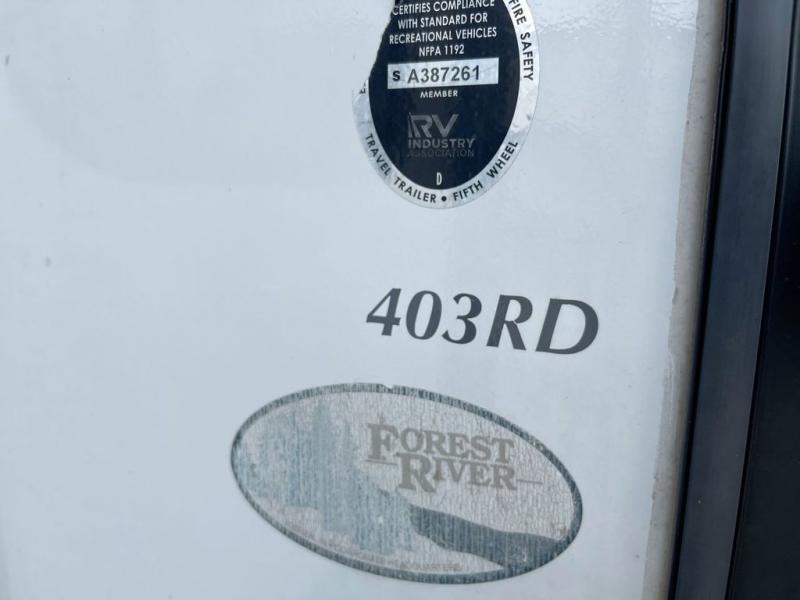 CERTIFIES COMPLIANCE
WITH STANDARD FOR
RECREATIONAL VEHICLES
NFPA 1192
S A387261
MEMBER
RV
INDUSTRY
ASSOCIATION
D
FIRE SAFETY
TRAVEL TRAILER • FIFTH WHEEL
403RD
FOREST
RIVER